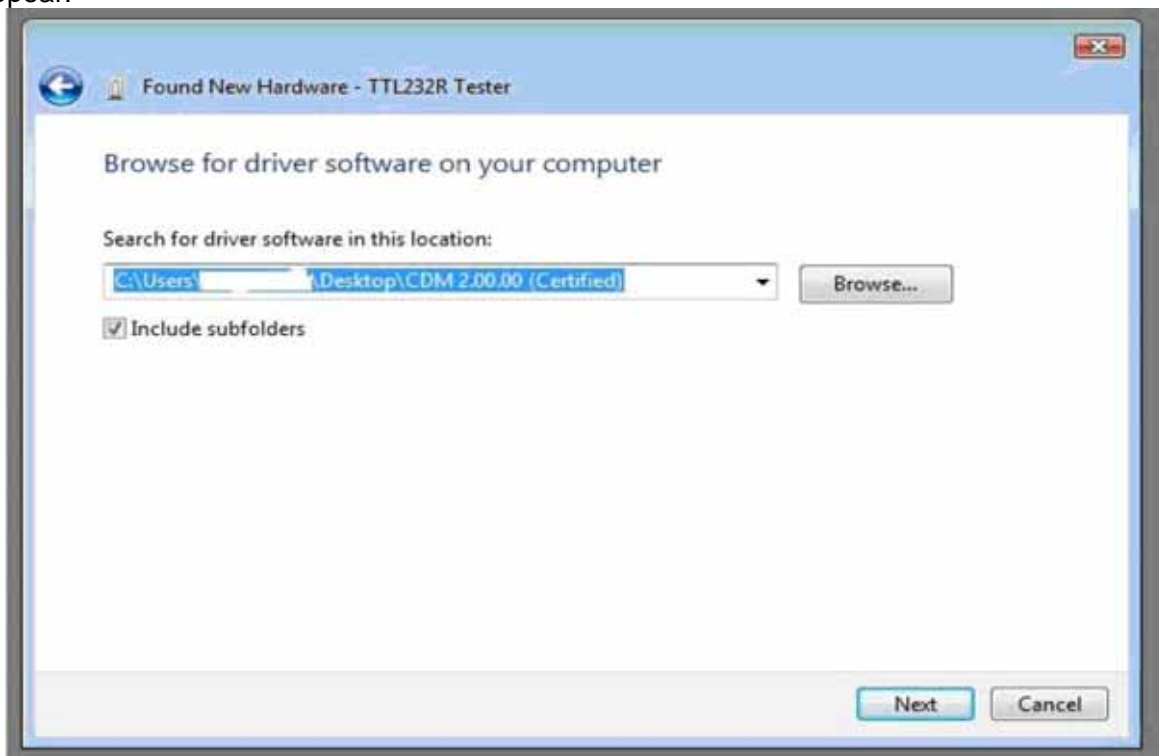 Found New Hardware - TTL232R Tester
Browse for driver software on your computer
Search for driver software in this location:
C:\Users\ \Desktop\CDM 2.00.00 (Certified)
Browse...
Include subfolders
Next
Cancel